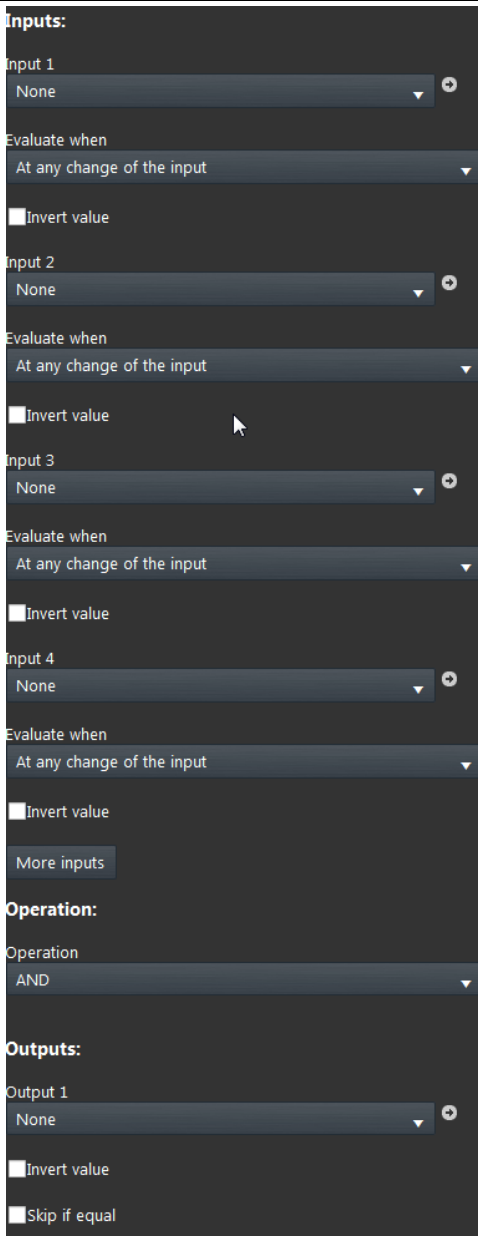 Inputs:
Input 1
None
Evaluate when
At any change of the input
Invert value
Input 2
None
Evaluate when
At any change of the input
Invert value
Input 3
None
Evaluate when
At any change of the input
Invert value
Input 4
None
Evaluate when
At any change of the input
Invert value
More inputs
Operation:
Operation
AND
Outputs:
Output 1
None
Invert value
Skip if equal